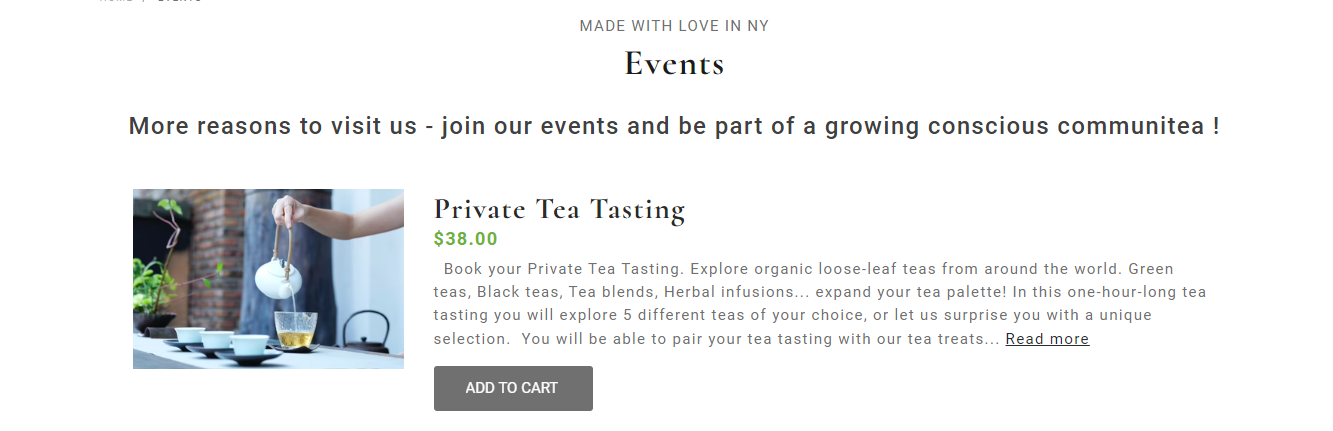 MADE WITH LOVE IN NY
Events
More reasons to visit us - join our events and be part of a growing conscious communitea !
Private Tea Tasting
$38.00
Book your Private Tea Tasting. Explore organic loose-leaf teas from around the world. Green
teas, Black teas, Tea blends, Herbal infusions... expand your tea palette! In this one-hour-long tea
tasting you will explore 5 different teas of your choice, or let us surprise you with a unique
selection.  You will be able to pair your tea tasting with our tea treats... Read more
ADD TO CART